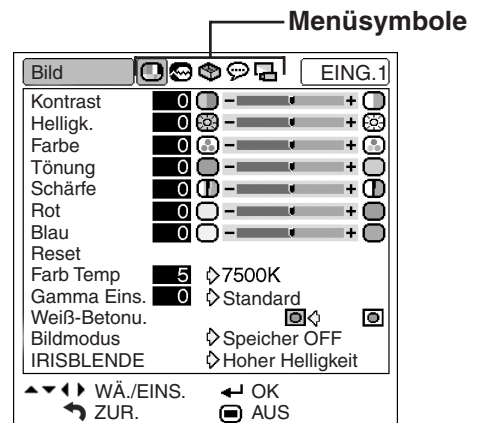 Menüsymbole
Bild EING.1
Kontrast 0 - +
Helligk. 0 - +
Farbe 0 - +
Tönung 0 - +
Schärfe 0 - +
Rot 0 - +
Blau 0 - +
Reset
Farb Temp 5 7500K
Gamma Eins. 0 Standard
Weiß-Betonu.
Bildmodus Speicher OFF
IRISBLENDE Hoher Helligkeit
WÄ./EINS. OK
ZUR. AUS